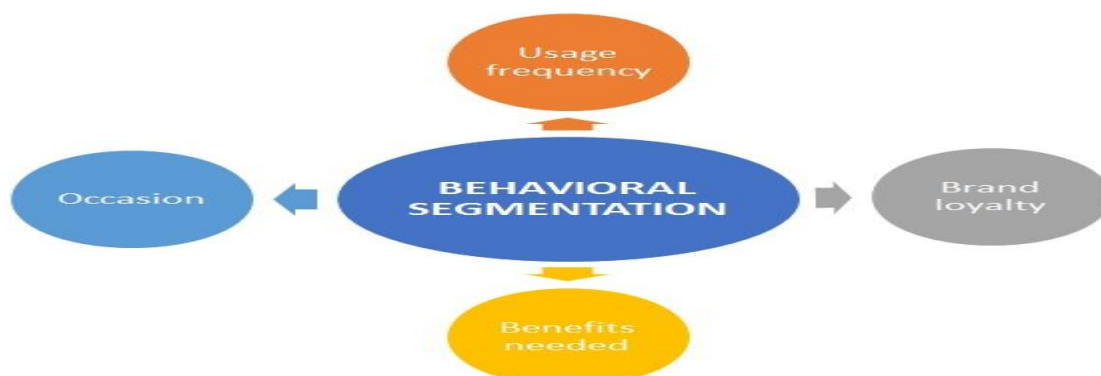 Usage
frequency
Occasion
BEHAVIORAL
SEGMENTATION
Brand
loyalty
Benefits
needed